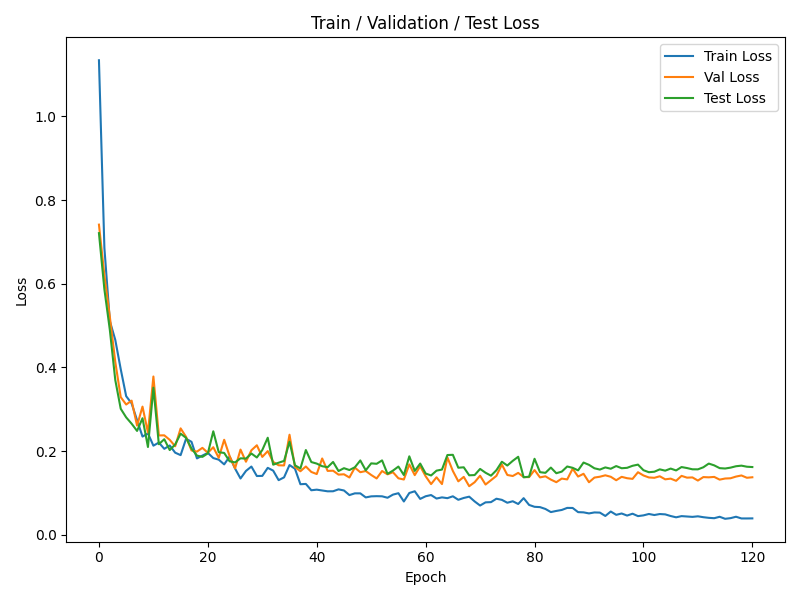 Train / Validation / Test Loss
Train Loss
Val Loss
Test Loss
1.0
0.8
0.6
0.4
0.2
0.0
Loss
0 20 40 60 80 100 120
Epoch